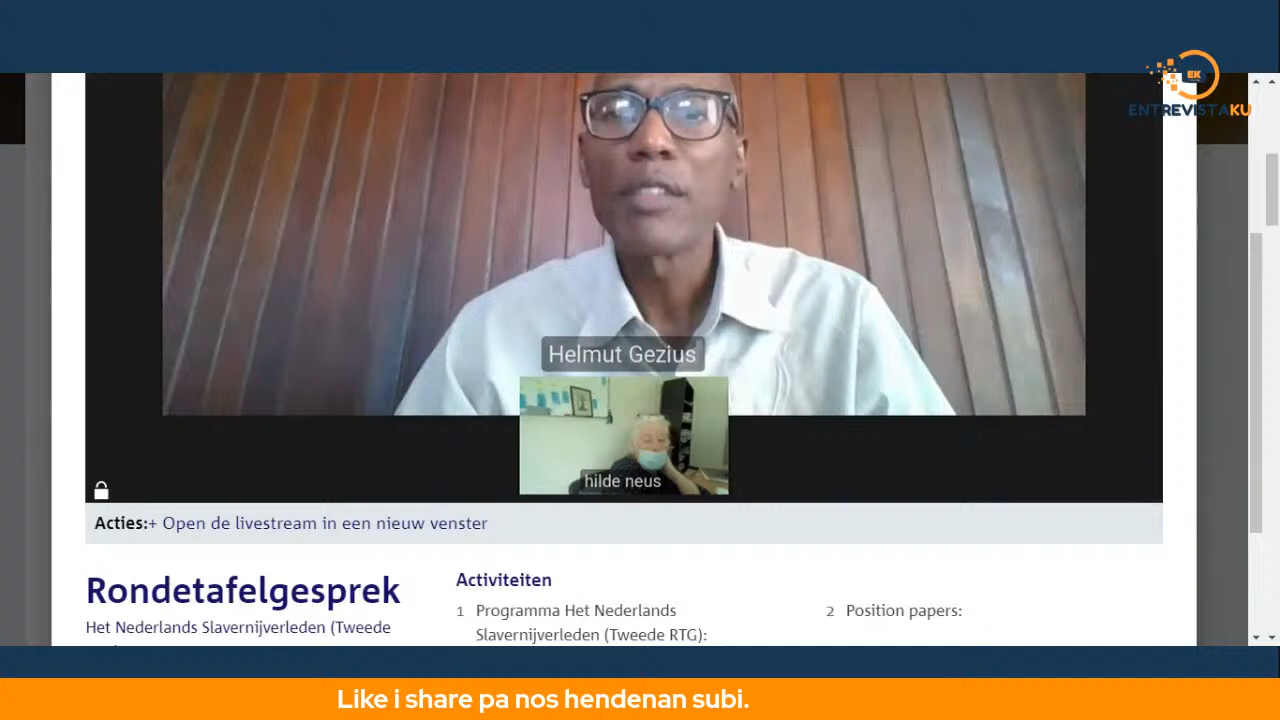 EK
ENTREVISTAKU
Helmut Gezius
hilde neus
Acties:+ Open de livestream in een nieuw venster
Rondetafelgesprek
Het Nederlands Slavernijverleden (Tweede
Activiteiten
1 Programma Het Nederlands
Slavernijverleden (Tweede RTG):
2 Position papers:
Like i share pa nos hendenan subi.